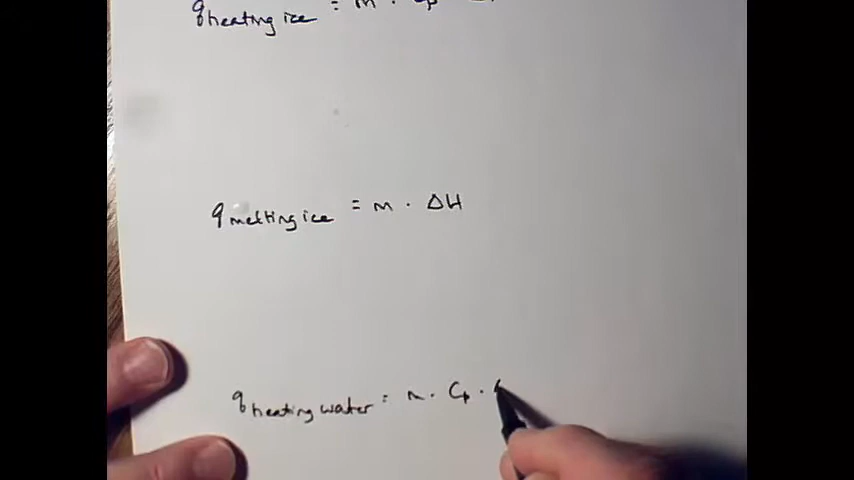 q heating ice = m · Cp
q melting ice = m · ΔH
q heating water = m · Cp ·